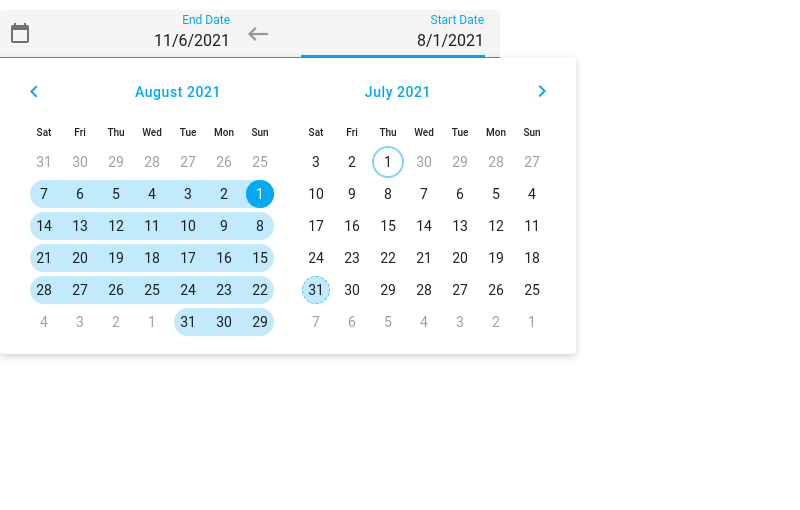 End Date
Start Date
11/6/2021
8/1/2021
August 2021
July 2021
Sat Fri Thu Wed Tue Mon Sun
Sat Fri Thu Wed Tue Mon Sun
31 30 29 28 27 26 25
3 2 1 30 29 28 27
7 6 5 4 3 2 1
10 9 8 7 6 5 4
14 13 12 11 10 9 8
17 16 15 14 13 12 11
21 20 19 18 17 16 15
24 23 22 21 20 19 18
28 27 26 25 24 23 22
31 30 29 28 27 26 25
4 3 2 1 31 30 29
7 6 5 4 3 2 1